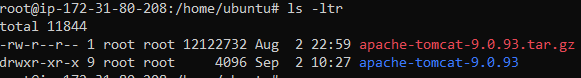 root@ip-172-31-80-208:/home/ubuntu# ls -ltr
total 11844
-rw-r--r-- 1 root root 12122732 Aug  2 22:59 apache-tomcat-9.0.93.tar.gz
drwxr-xr-x 9 root root     4096 Sep  2 10:27 apache-tomcat-9.0.93